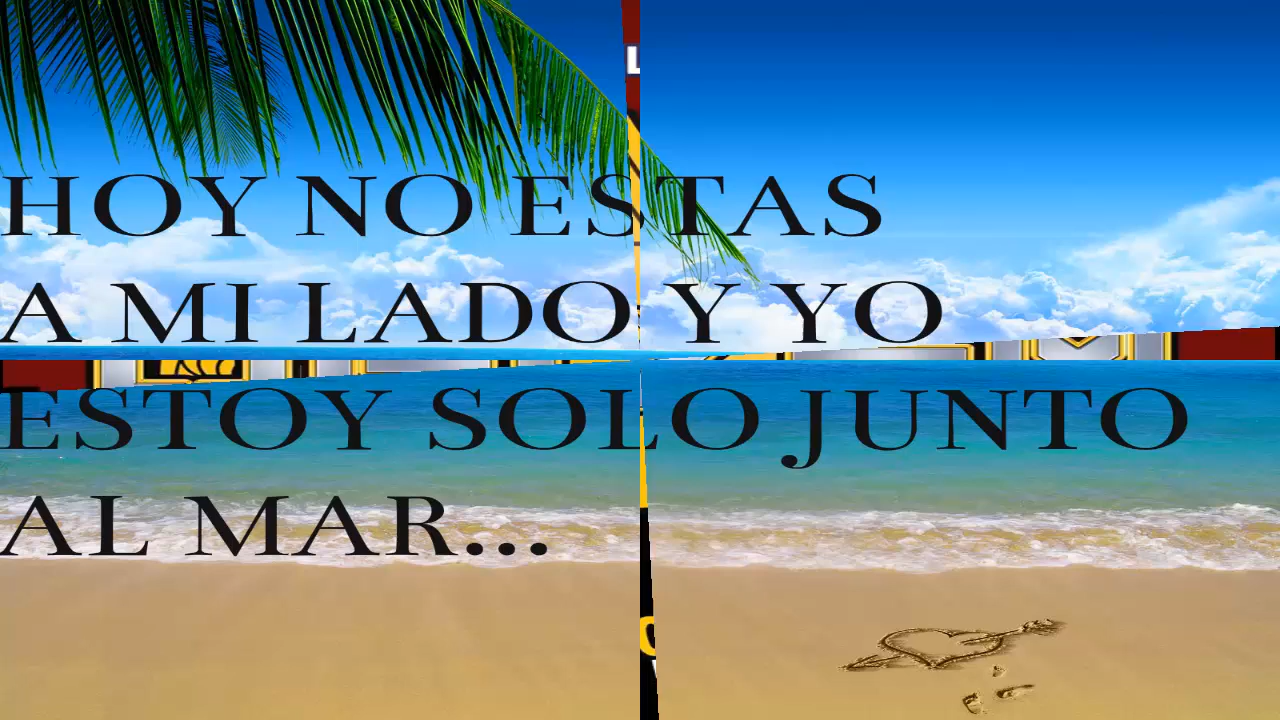 HOY NO ESTAS
A MI LADO Y YO
ESTOY SOLO JUNTO
AL MAR...